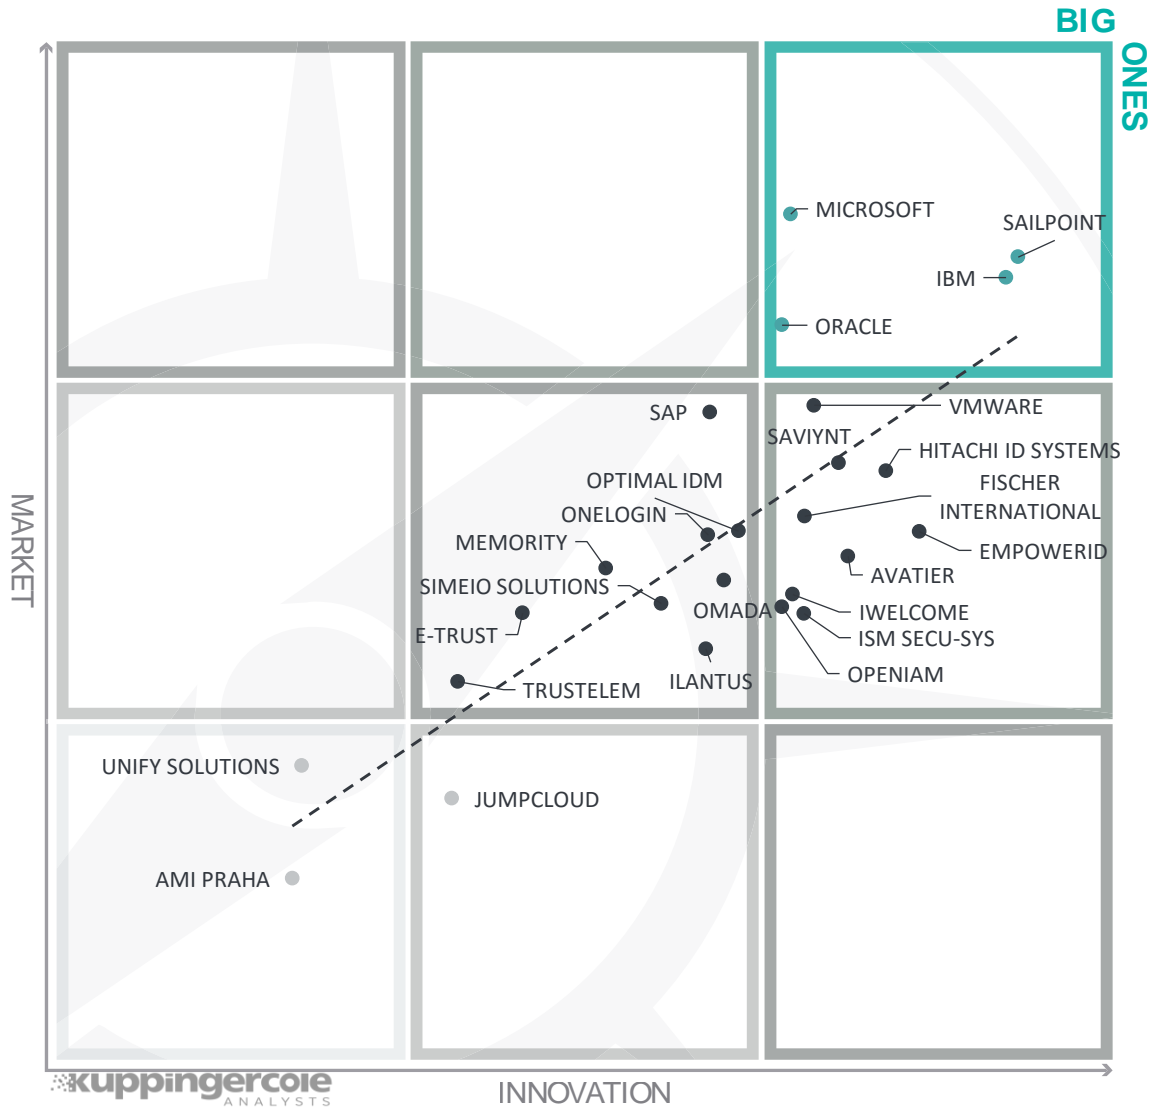 BIG
ONES
MICROSOFT
SAILPOINT
IBM
ORACLE
SAP
VMWARE
SAVIYNT
HITACHI ID SYSTEMS
OPTIMAL IDM
FISCHER
INTERNATIONAL
ONELOGIN
MEMORITY
EMPOWERID
AVATIER
SIMEIO SOLUTIONS
OMADA
IWELCOME
E-TRUST
ISM SECU-SYS
OPENIAM
ILANTUS
TRUSTELEM
MARKET
UNIFY SOLUTIONS
JUMPCLOUD
AMI PRAHA
kuppingercole
ANALYSTS
INNOVATION